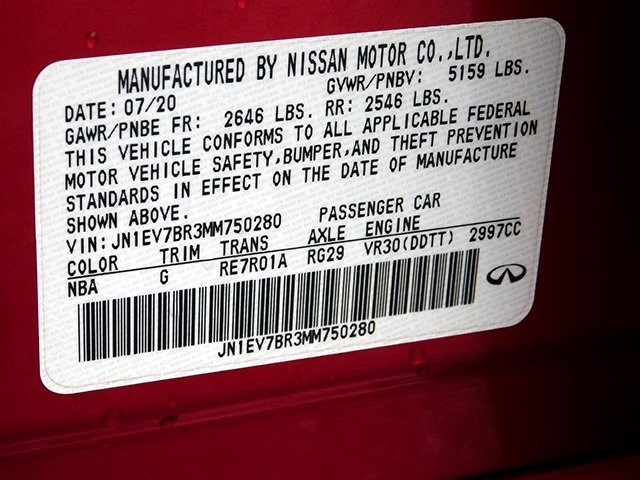 MANUFACTURED BY NISSAN MOTOR CO.,LTD.
DATE: 07/20 GVWR/PNBV: 5159 LBS.
GAWR/PNBE FR: 2646 LBS. RR: 2546 LBS.
THIS VEHICLE CONFORMS TO ALL APPLICABLE FEDERAL
MOTOR VEHICLE SAFETY,BUMPER,AND THEFT PREVENTION
STANDARDS IN EFFECT ON THE DATE OF MANUFACTURE
SHOWN ABOVE.
VIN:JN1EV7BR3MM750280 PASSENGER CAR
COLOR TRIM TRANS AXLE ENGINE
NBA G RE7R01A RG29 VR30(DDTT) 2997CC
JN1EV7BR3MM750280